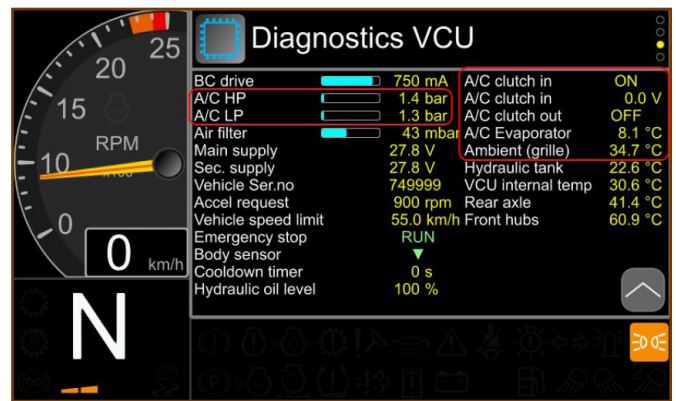 Diagnostics VCU
25
20
15
10
0
RPM
0 km/h
N
BC drive 750 mA A/C clutch in ON
A/C HP 1.4 bar A/C clutch in 0.0 V
A/C LP 1.3 bar A/C clutch out OFF
Air filter 43 mbar A/C Evaporator 8.1 °C
Main supply 27.8 V Ambient (grille) 34.7 °C
Sec. supply 27.8 V Hydraulic tank 22.6 °C
Vehicle Ser.no 749999 VCU internal temp 30.6 °C
Accel request 900 rpm Rear axle 41.4 °C
Vehicle speed limit 55.0 km/h Front hubs 60.9 °C
Emergency stop RUN
Body sensor
Cooldown timer 0 s
Hydraulic oil level 100 %